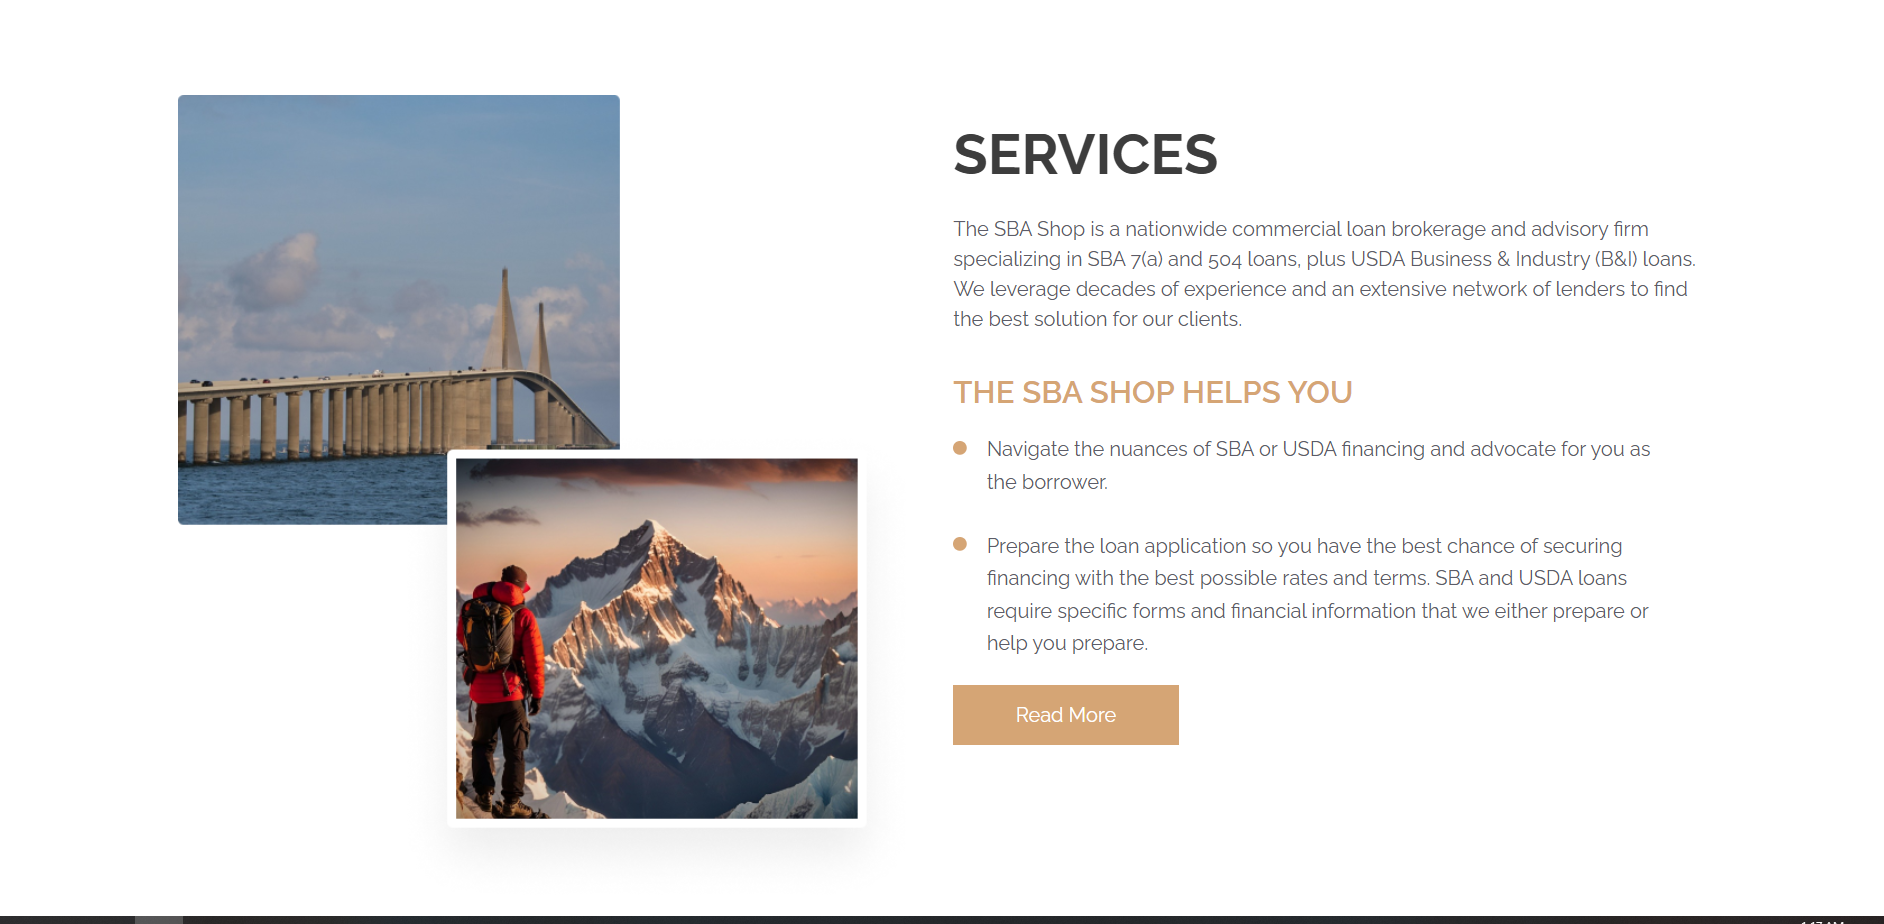 SERVICES
The SBA Shop is a nationwide commercial loan brokerage and advisory firm
specializing in SBA 7(a) and 504 loans, plus USDA Business & Industry (B&I) loans.
We leverage decades of experience and an extensive network of lenders to find
the best solution for our clients.
THE SBA SHOP HELPS YOU
Navigate the nuances of SBA or USDA financing and advocate for you as
the borrower.
Prepare the loan application so you have the best chance of securing
financing with the best possible rates and terms. SBA and USDA loans
require specific forms and financial information that we either prepare or
help you prepare.
Read More